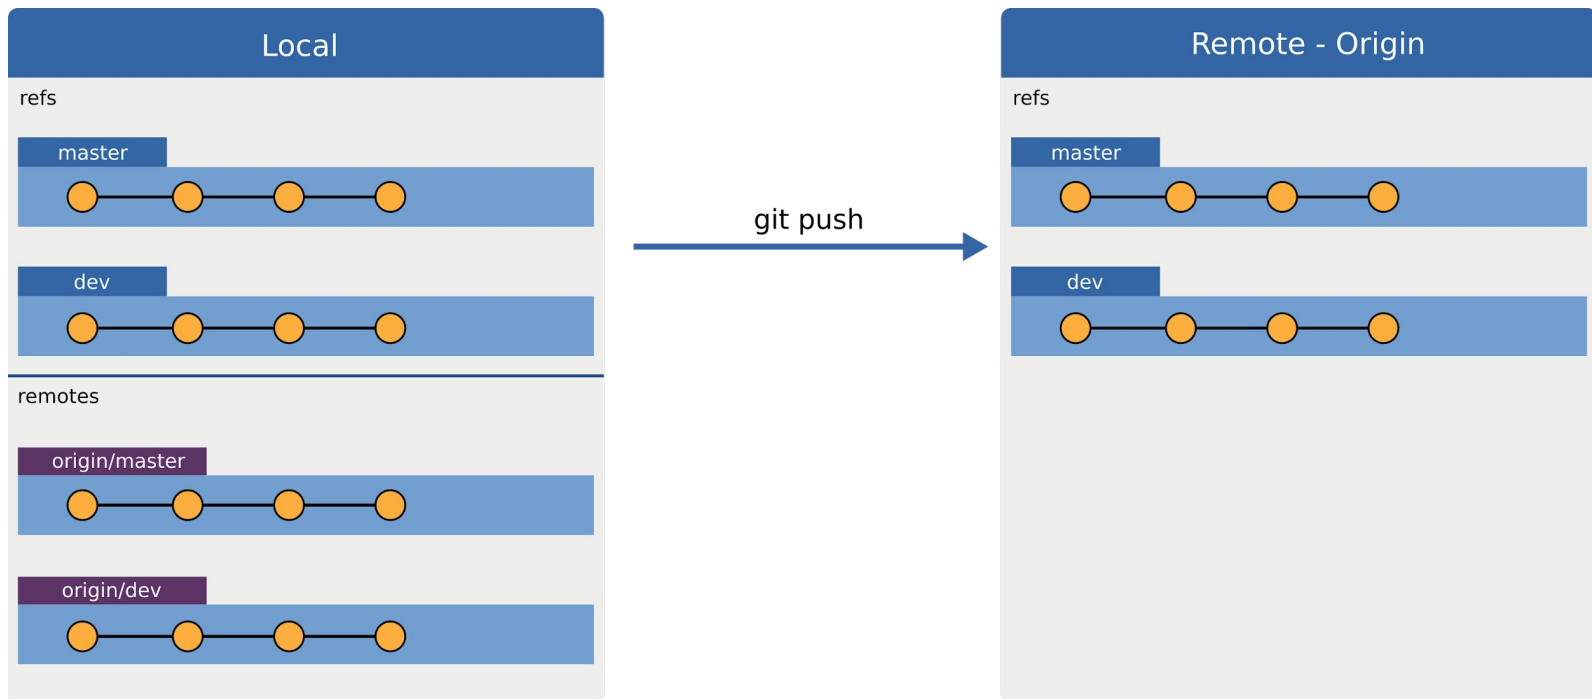 Local
refs
master
dev
remotes
origin/master
origin/dev
git push
Remote - Origin
refs
master
dev